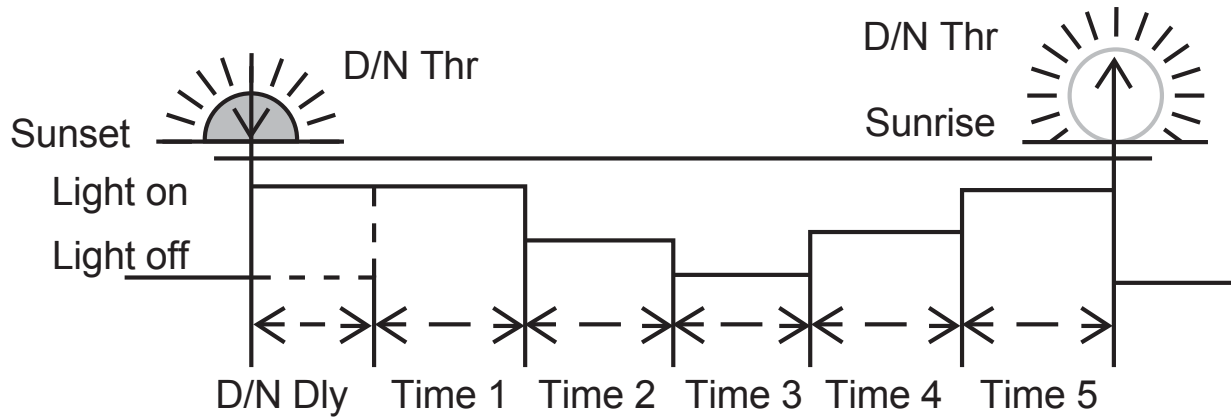 D/N Thr
D/N Thr
Sunset
Sunrise
Light on
Light off
D/N Dly Time 1 Time 2 Time 3 Time 4 Time 5